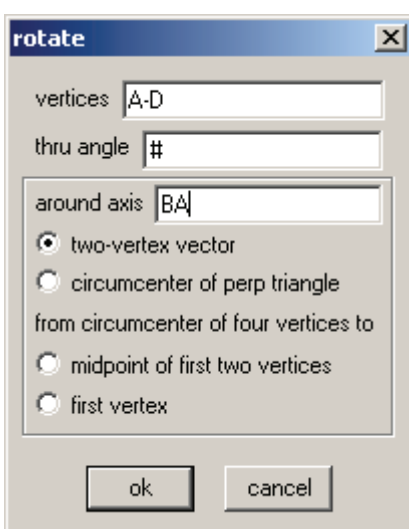 rotate
vertices A-D
thru angle #
around axis BA
two-vertex vector
circumcenter of perp triangle
from circumcenter of four vertices to
midpoint of first two vertices
first vertex
ok cancel